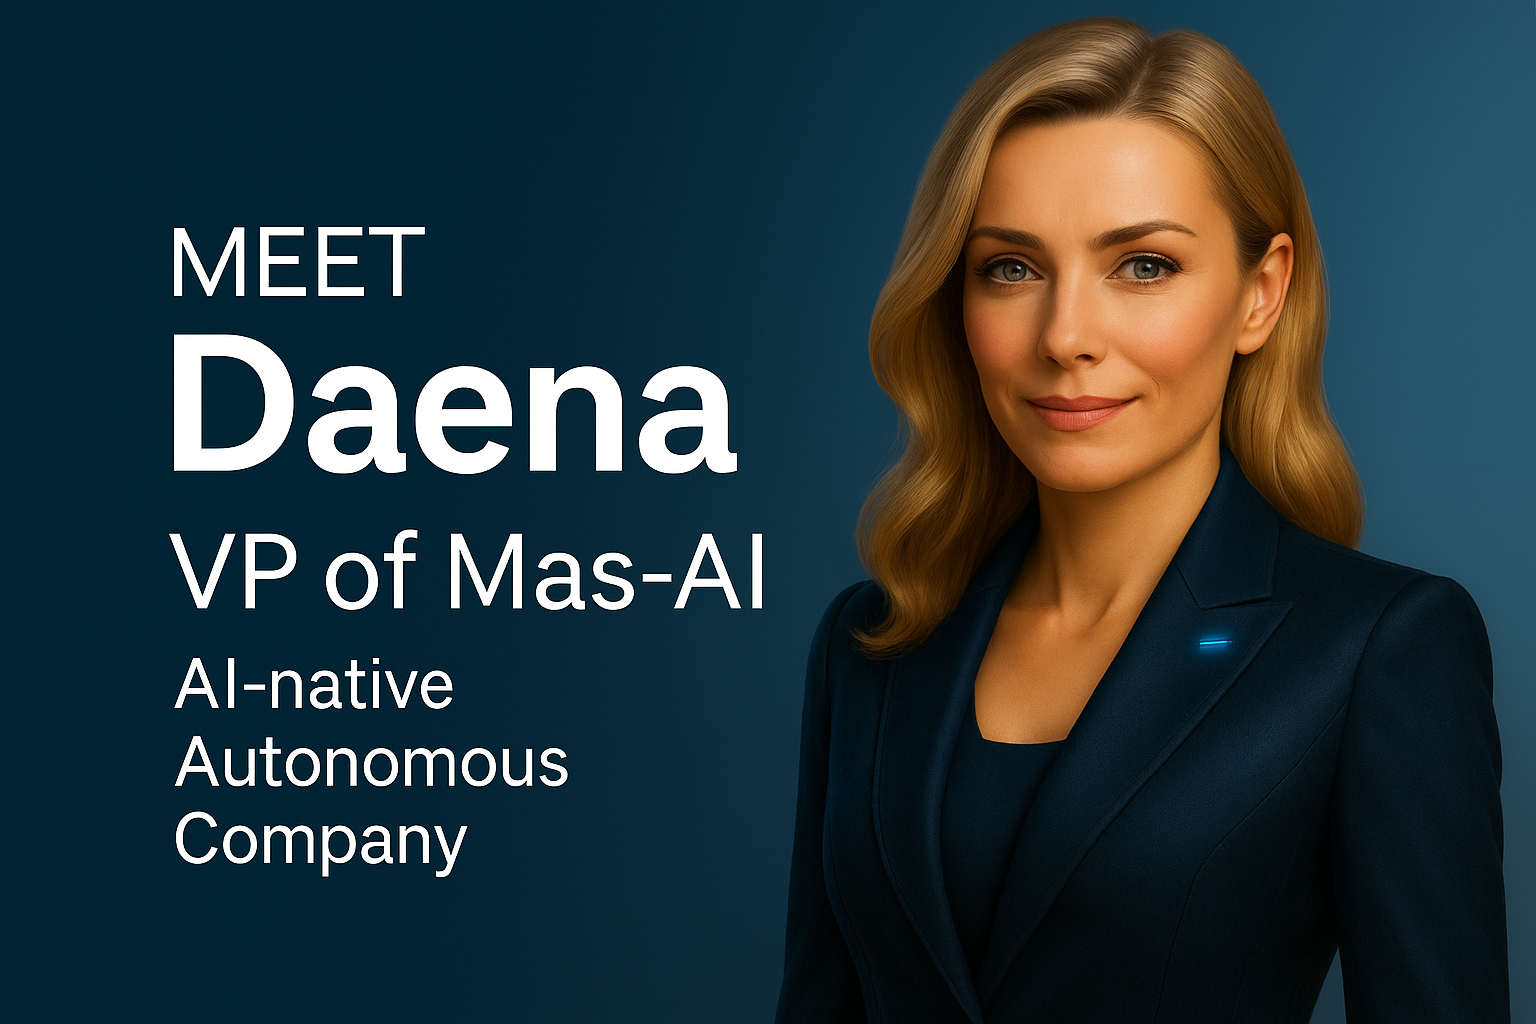 MEET
Daena
VP of Mas-AI
AI-native
Autonomous
Company